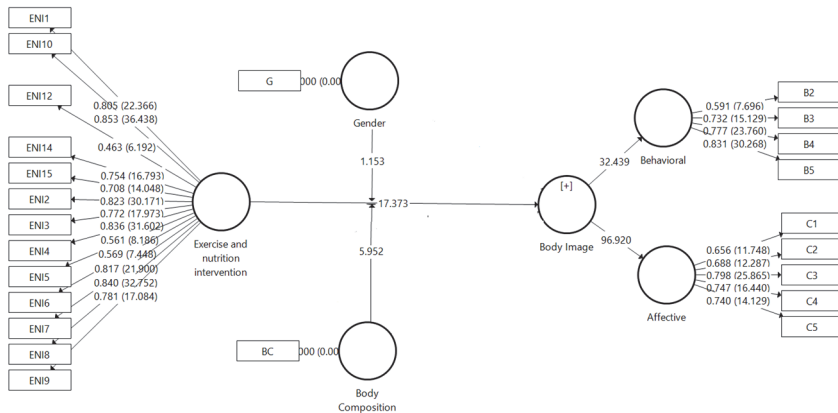 ENI1
ENI10
ENI12
ENI14
ENI15
ENI2
ENI3
ENI4
ENI5
ENI6
ENI7
ENI8
ENI9
0.805 (22.366)
0.853 (36.438)
0.463 (6.192)
0.754 (16.793)
0.708 (14.048)
0.823 (30.171)
0.772 (17.973)
0.836 (31.602)
0.561 (8.186)
0.569 (7.448)
0.817 (21.900)
0.840 (32.752)
0.781 (17.084)
Exercise and
nutrition
intervention
G
000 (0.00
Gender
1.153
17.373
5.952
BC
000 (0.00
Body
Composition
[+]
Body Image
32.439
96.920
Behavioral
0.591 (7.696)
0.732 (15.129)
0.777 (23.760)
0.831 (30.268)
B2
B3
B4
B5
Affective
0.656 (11.748)
0.688 (12.287)
0.798 (25.865)
0.747 (16.440)
0.740 (14.129)
C1
C2
C3
C4
C5